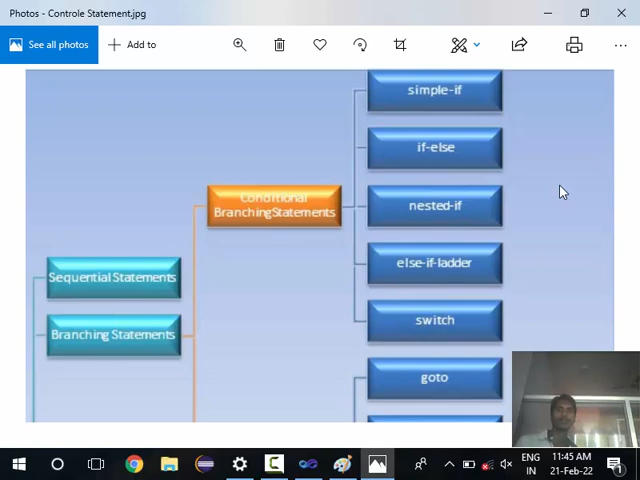 Photos - Controle Statement.jpg
See all photos
Add to
simple-if
if-else
Conditional
BranchingStatements
nested-if
else-if-ladder
Sequential Statements
switch
Branching Statements
goto
ENG
IN
11:45 AM
21-Feb-22
1